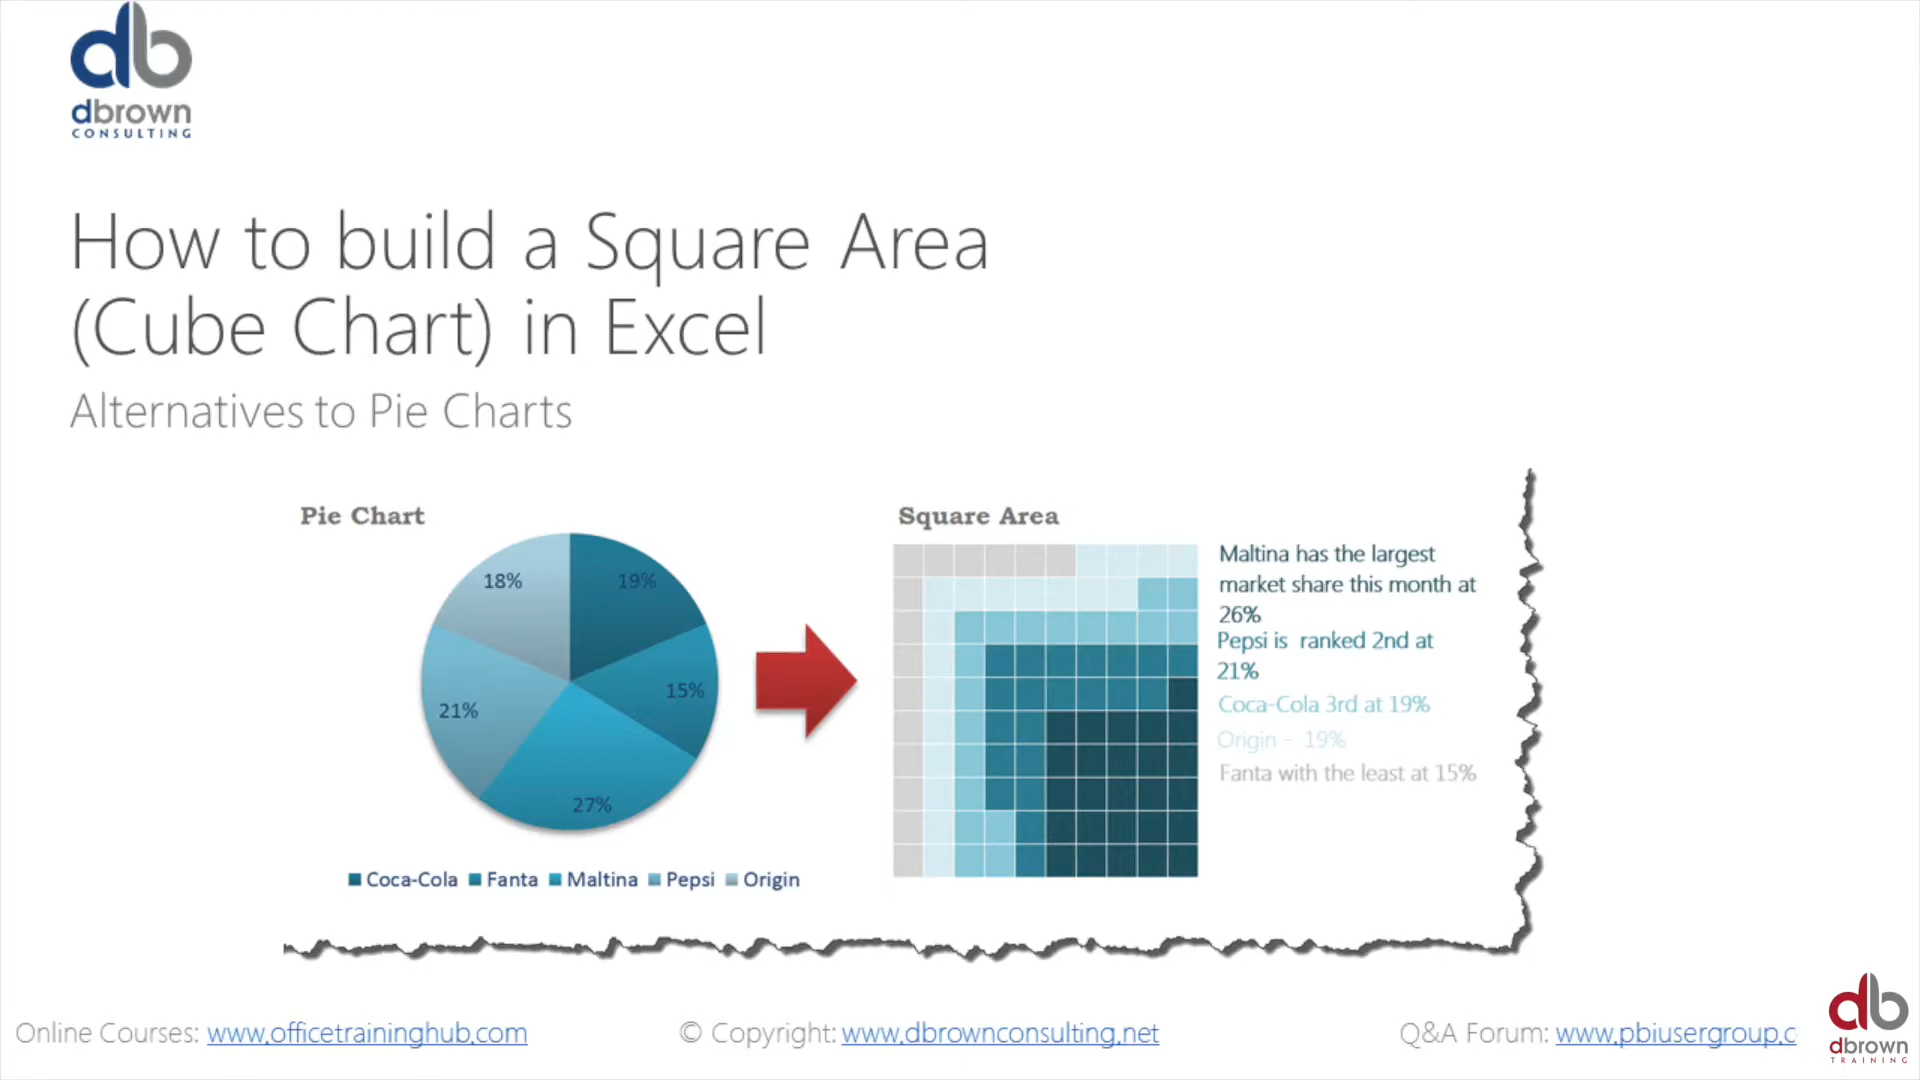 db
dbrown
CONSULTING
How to build a Square Area
(Cube Chart) in Excel
Alternatives to Pie Charts
Pie Chart
18%
19%
15%
21%
27%
Coca-Cola Fanta Maltina Pepsi Origin
Square Area
Maltina has the largest
market share this month at
26%
Pepsi is ranked 2nd at
21%
Coca-Cola 3rd at 19%
Origin - 19%
Fanta with the least at 15%
Online Courses: www.officetraininghub.com
© Copyright: www.dbrownconsulting.net
Q&A Forum: www.pbiusergroup.c
db
dbrown
TRAINING